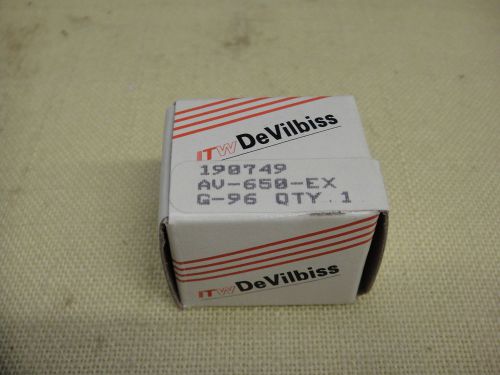 ITW DeVilbiss
190749
AV-650-EX
G-96 QTY 1
ITW DeVilbiss